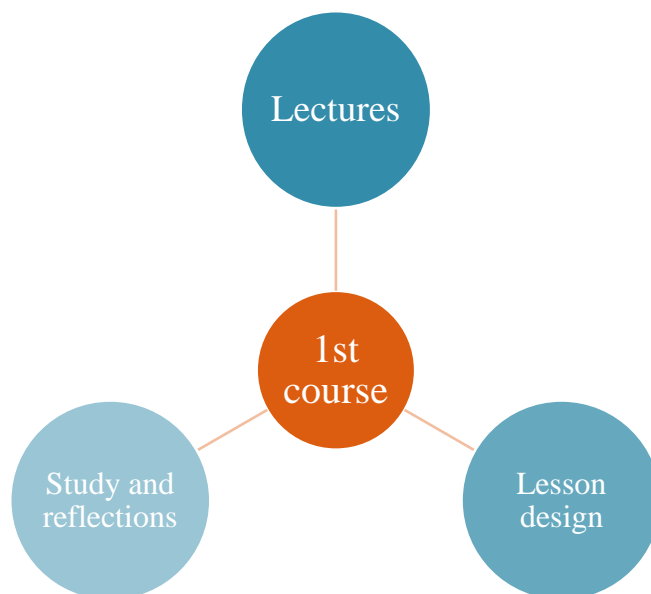 Lectures
1st
course
Study and
reflections
Lesson
design